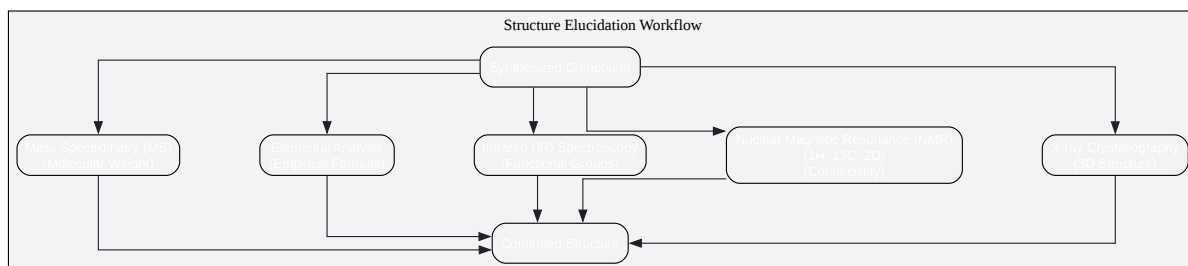 Structure Elucidation Workflow
Synthesized Compound
Mass Spectrometry (MS)
(Molecular Weight)
Elemental Analysis
(Empirical Formula)
Infrared (IR) Spectroscopy
(Functional Groups)
Nuclear Magnetic Resonance (NMR)
(1H, 13C, 2D)
(Connectivity)
X-ray Crystallography
(3D Structure)
Confirmed Structure